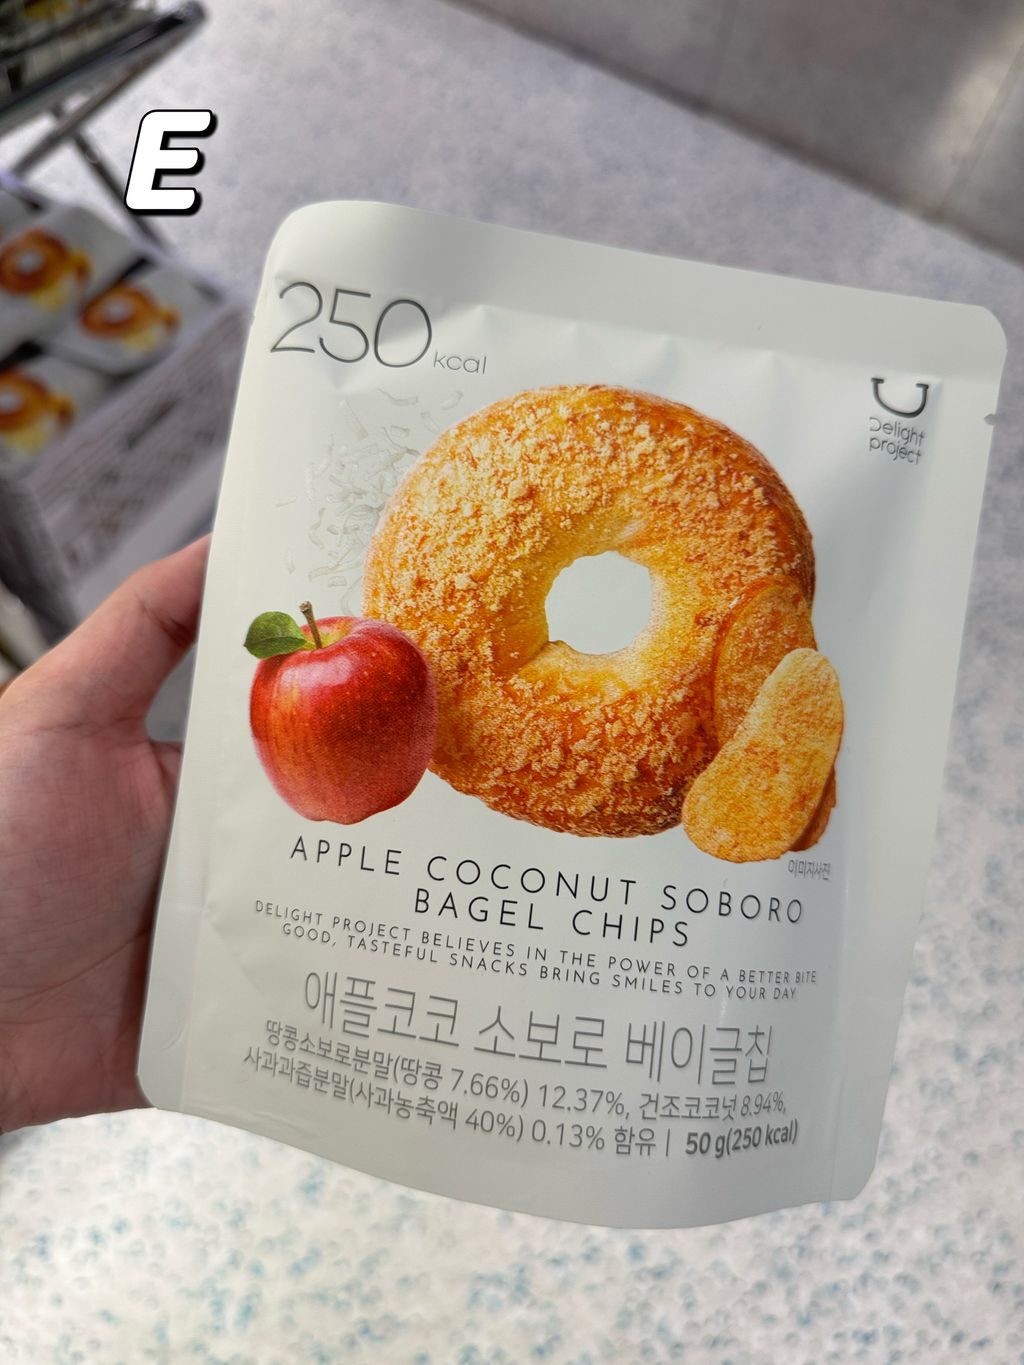 E
250 kcal
Delight
project
이미지사진
APPLE COCONUT SOBORO
BAGEL CHIPS
DELIGHT PROJECT BELIEVES IN THE POWER OF A BETTER BITE
GOOD, TASTEFUL SNACKS BRING SMILES TO YOUR DAY
애플코코 소보로 베이글칩
땅콩소보로분말(땅콩 7.66%) 12.37%, 건조코코넛 8.94%,
사과과즙분말(사과농축액 40%) 0.13% 함유 | 50 g(250 kcal)